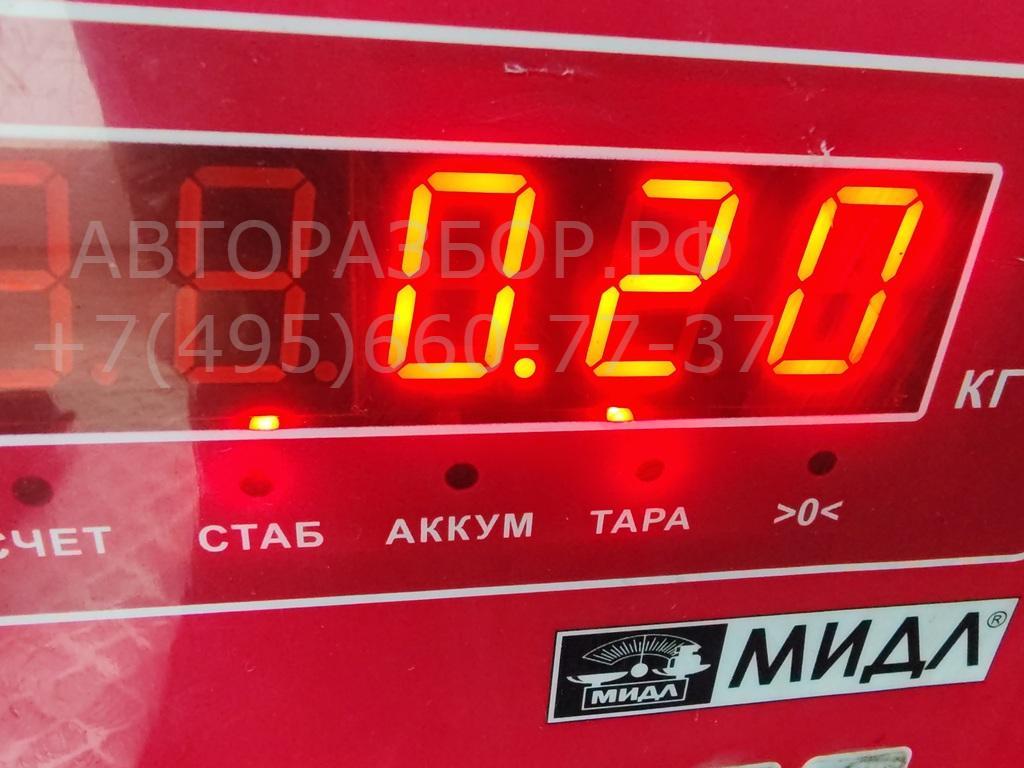 0.20
АВТОРАЗБОР.РФ
+7(495)660-77-37
КГ
СЧЕТ СТАБ АККУМ ТАРА >0<
МИДЛ МИДЛ®